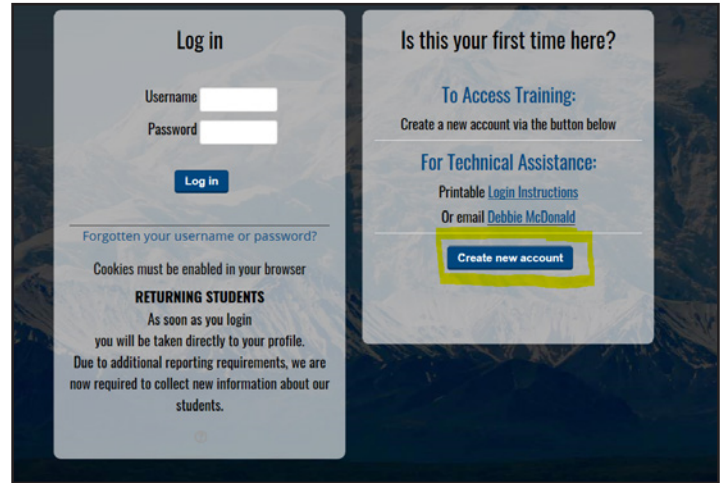 Log in
Username
Password
Log in
Forgotten your username or password?
Cookies must be enabled in your browser
RETURNING STUDENTS
As soon as you login
you will be taken directly to your profile.
Due to additional reporting requirements, we are
now required to collect new information about our
students.
Is this your first time here?
To Access Training:
Create a new account via the button below
For Technical Assistance:
Printable Login Instructions
Or email Debbie McDonald
Create new account